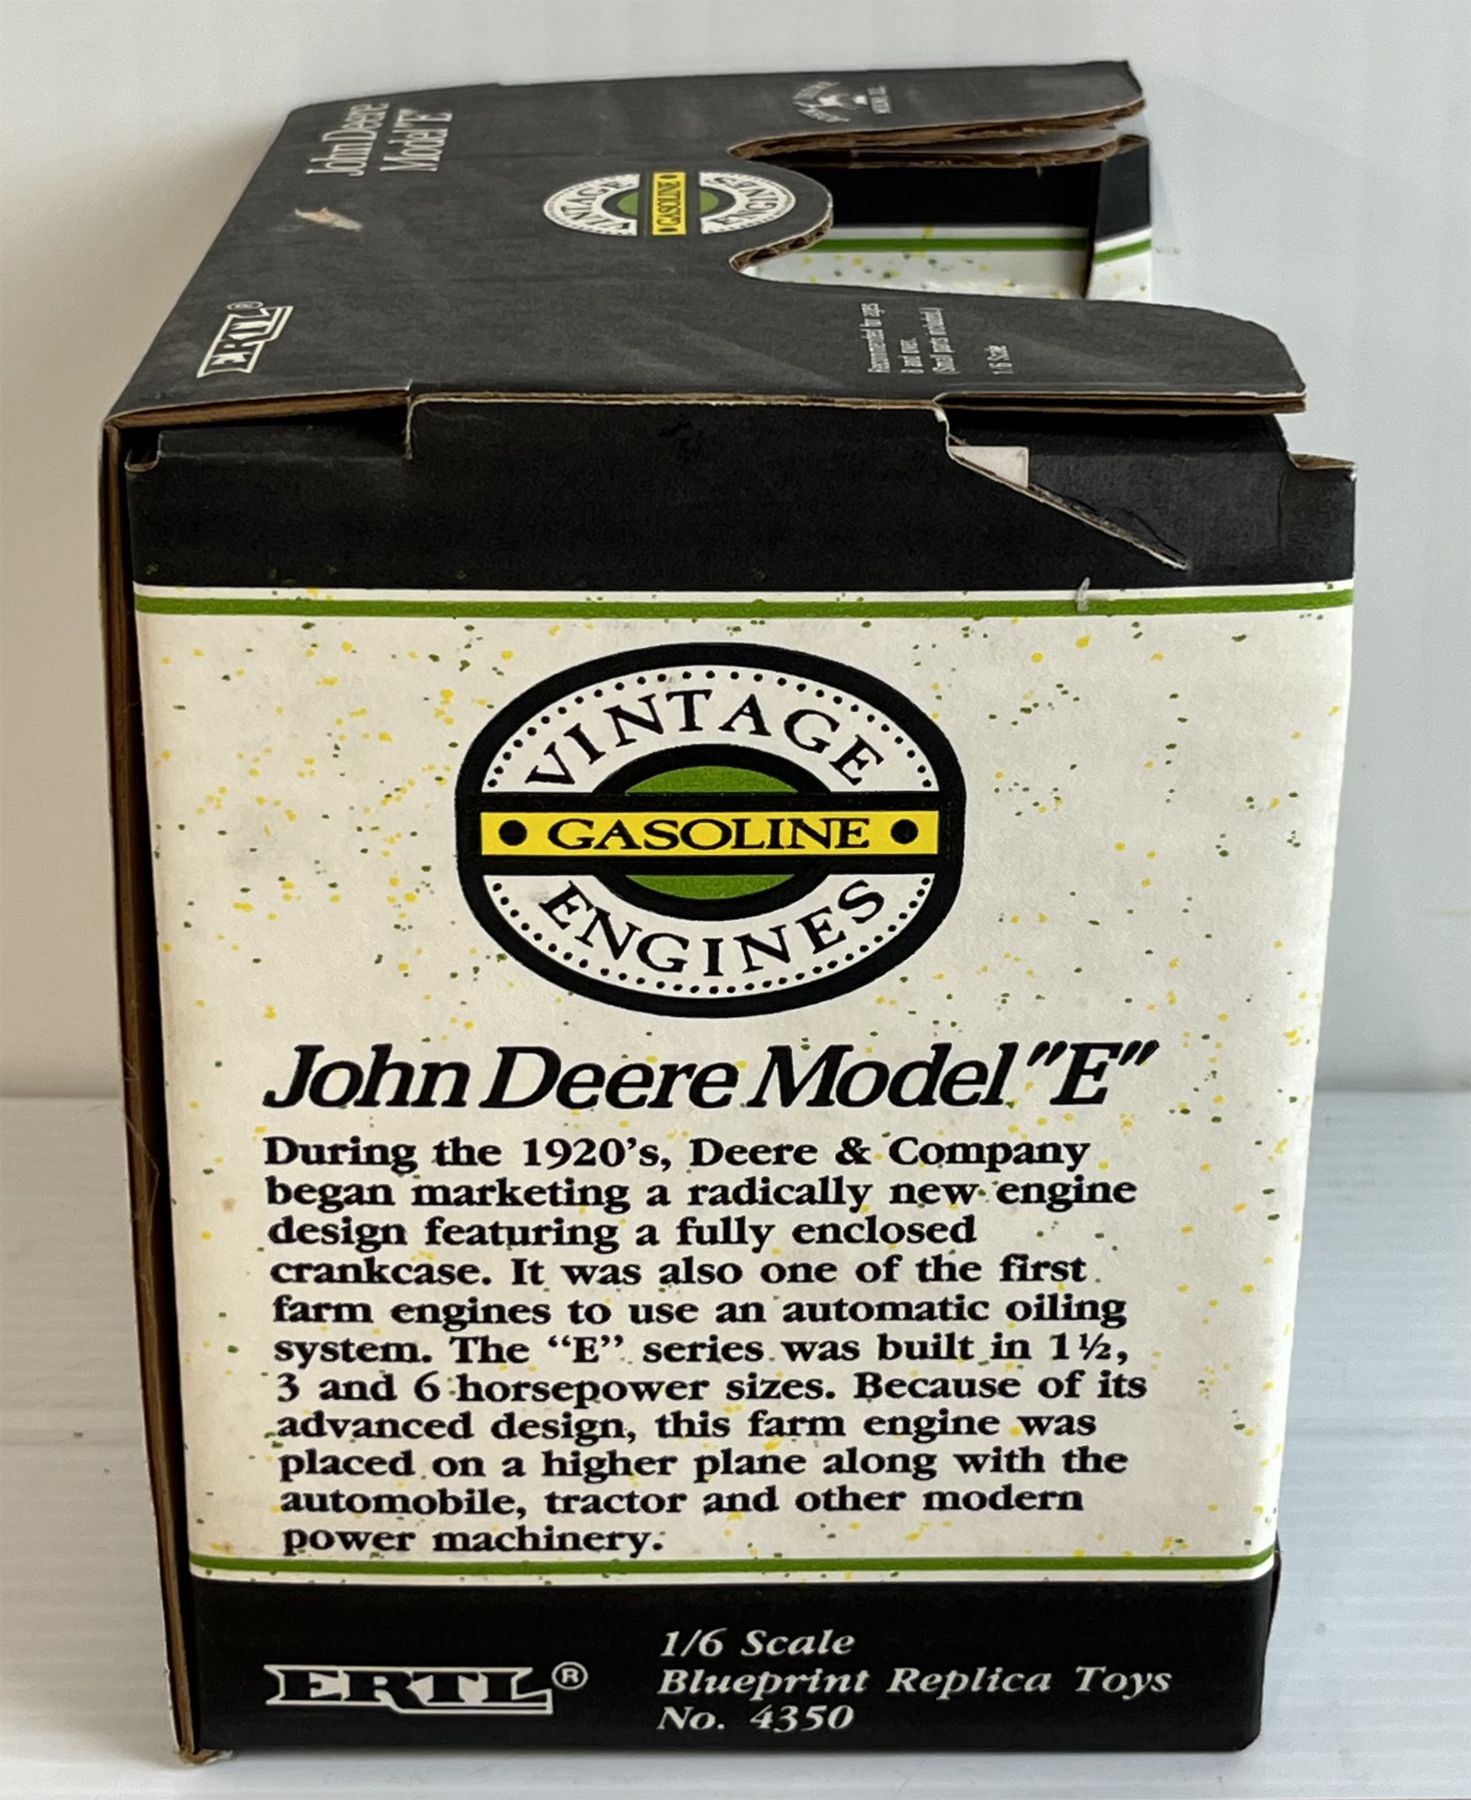 John Deere
Model "E"
VINTAGE
GASOLINE
ENGINES
ERTL®
Recommended for ages
8 and over.
(Small parts included.)
1/6 Scale
VINTAGE
• GASOLINE •
ENGINES
John Deere Model "E"
During the 1920's, Deere & Company
began marketing a radically new engine
design featuring a fully enclosed
crankcase. It was also one of the first
farm engines to use an automatic oiling
system. The “E” series was built in 1½,
3 and 6 horsepower sizes. Because of its
advanced design, this farm engine was
placed on a higher plane along with the
automobile, tractor and other modern
power machinery.
ERTL®
1/6 Scale
Blueprint Replica Toys
No. 4350